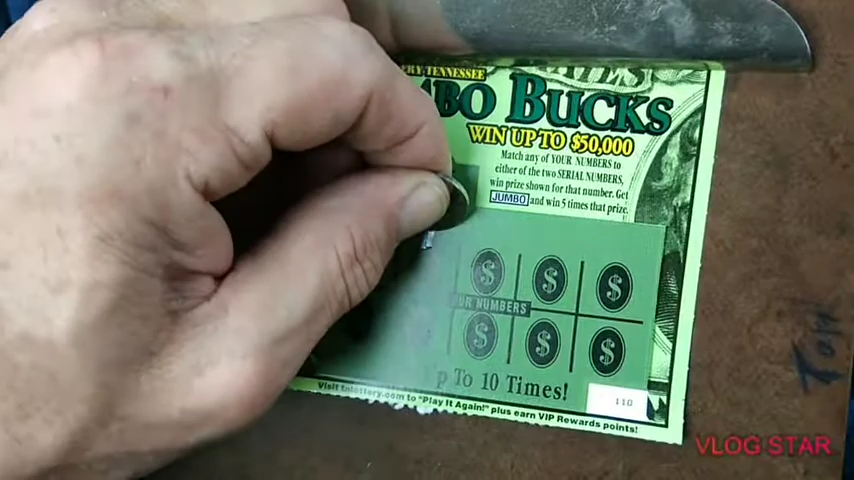 TENNESSEE
BO BUCKS
WIN UP TO $50,000
MATCH any of YOUR NUMBERS to
either of the two SERIAL NUMBERS,
win prize shown for that number. Get
JUMBO and win 5 times that prize.
$ $ $
UR NUMBERS
$ $ $
p To 10 Times!
Visit tnlottery.com to "Play It Again!" plus earn VIP Rewards points!
110
Tom
VLOG STAR